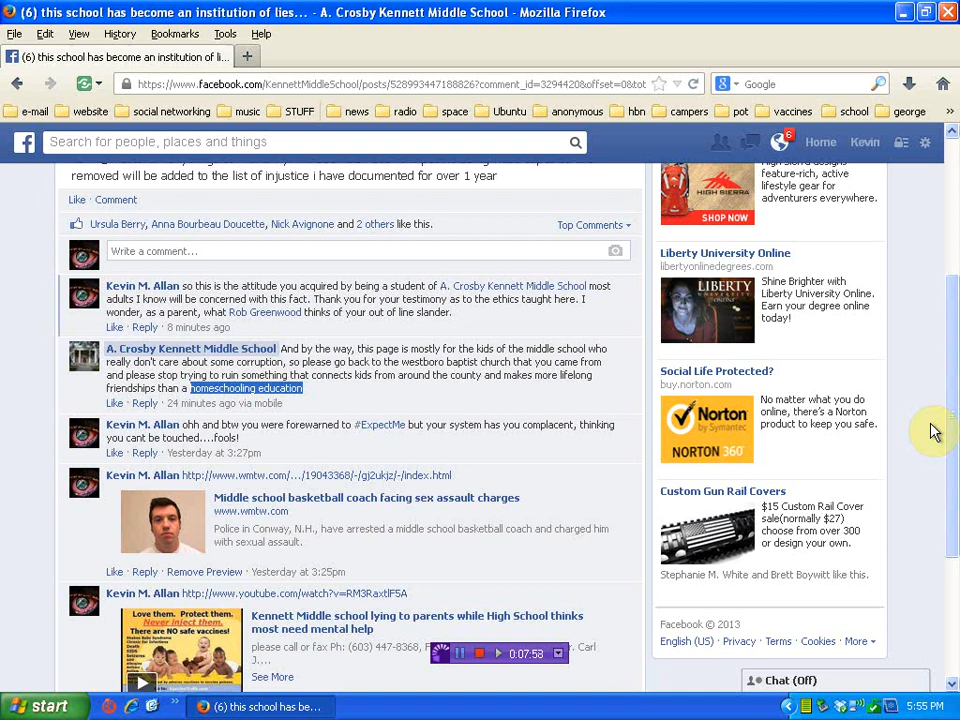 (6) this school has become an institution of lies... - A. Crosby Kennett Middle School - Mozilla Firefox
File Edit View History Bookmarks Tools Help
(6) this school has become an institution of li...
https://www.facebook.com/KennettMiddleSchool/posts/528993447188826?comment_id=3294420&offset=0&tot
Google
e-mail website social networking STUFF news radio space Ubuntu anonymous hbn campers pot vaccines school george
Search for people, places and things
6
Home Kevin
removed will be added to the list of injustice i have documented for over 1 year
Like · Comment
Ursula Berry, Anna Bourbeau Doucette, Nick Avignone and 2 others like this.
Top Comments
Write a comment...
Kevin M. Allan so this is the attitude you acquired by being a student of A. Crosby Kennett Middle School most
adults I know will be concerned with this fact. Thank you for your testimony as to the ethics taught here. I
wonder, as a parent, what Rob Greenwood thinks of your out of line slander.
Like · Reply · 8 minutes ago
A. Crosby Kennett Middle School And by the way, this page is mostly for the kids of the middle school who
really don't care about some corruption, so please go back to the westboro baptist church that you came from
and please stop trying to ruin something that connects kids from around the county and makes more lifelong
friendships than a homeschooling education
Like · Reply · 24 minutes ago via mobile
Kevin M. Allan ohh and btw you were forewarned to #ExpectMe but your system has you complacent, thinking
you cant be touched....fools!
Like · Reply · Yesterday at 3:27pm
Kevin M. Allan http://www.wmtw.com/.../19043368/-/gj2ukjz/-/index.html
Middle school basketball coach facing sex assault charges
www.wmtw.com
Police in Conway, N.H., have arrested a middle school basketball coach and charged him
with sexual assault.
Like · Reply · Remove Preview · Yesterday at 3:25pm
Kevin M. Allan http://www.youtube.com/watch?v=RM3RaxtlF5A
Love them. Protect them.
Never inject them.
There are NO safe vaccines!
Kennett Middle school lying to parents while High School thinks
most need mental help
please call or fax Ph: (603) 447-8368,
Carl
J....
See More
0:07:58
HIGH SIERRA
SHOP NOW
feature-rich, active
lifestyle gear for
adventurers everywhere.
Liberty University Online
libertyonlinedegrees.com
LIBERTY
UNIVERSITY
ONLINE
Shine Brighter with
Liberty University Online.
Earn your degree online
today!
Social Life Protected?
buy.norton.com
Norton
by Symantec
NORTON 360
No matter what you do
online, there's a Norton
product to keep you safe.
Custom Gun Rail Covers
$15 Custom Rail Cover
sale(normally $27)
choose from over 300
or design your own.
Stephanie M. White and Brett Boywitt like this.
Facebook © 2013
English (US) · Privacy · Terms · Cookies · More
Chat (Off)
start
(6) this school has be...
5:55 PM